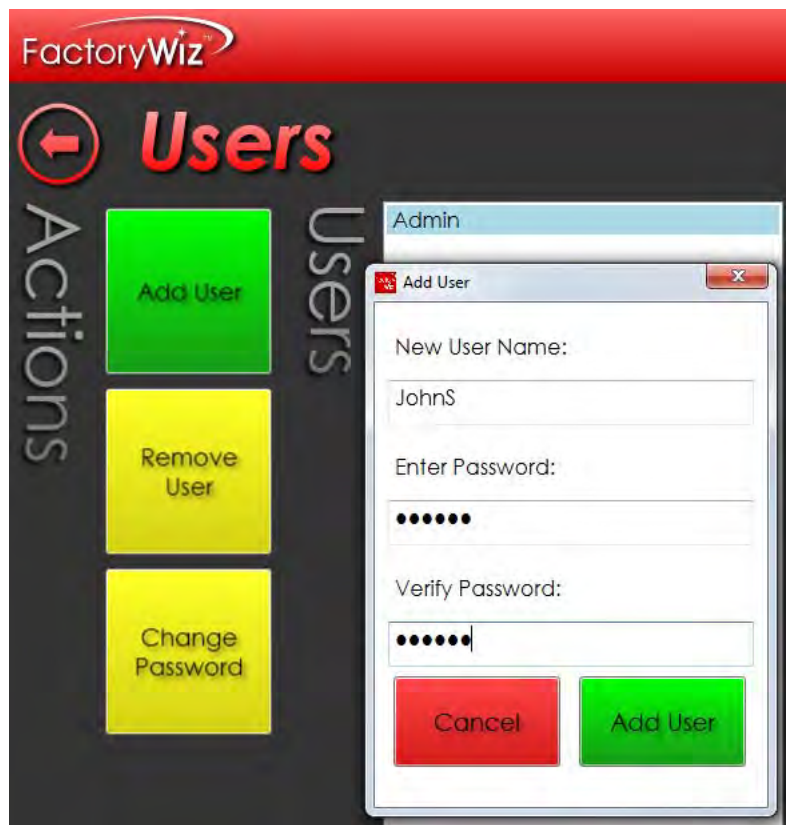 FactoryWiz™
Users
Actions
Add User
Remove
User
Change
Password
Users
Admin
Add User
New User Name:
JohnS
Enter Password:
●●●●●●
Verify Password:
●●●●●●
Cancel
Add User